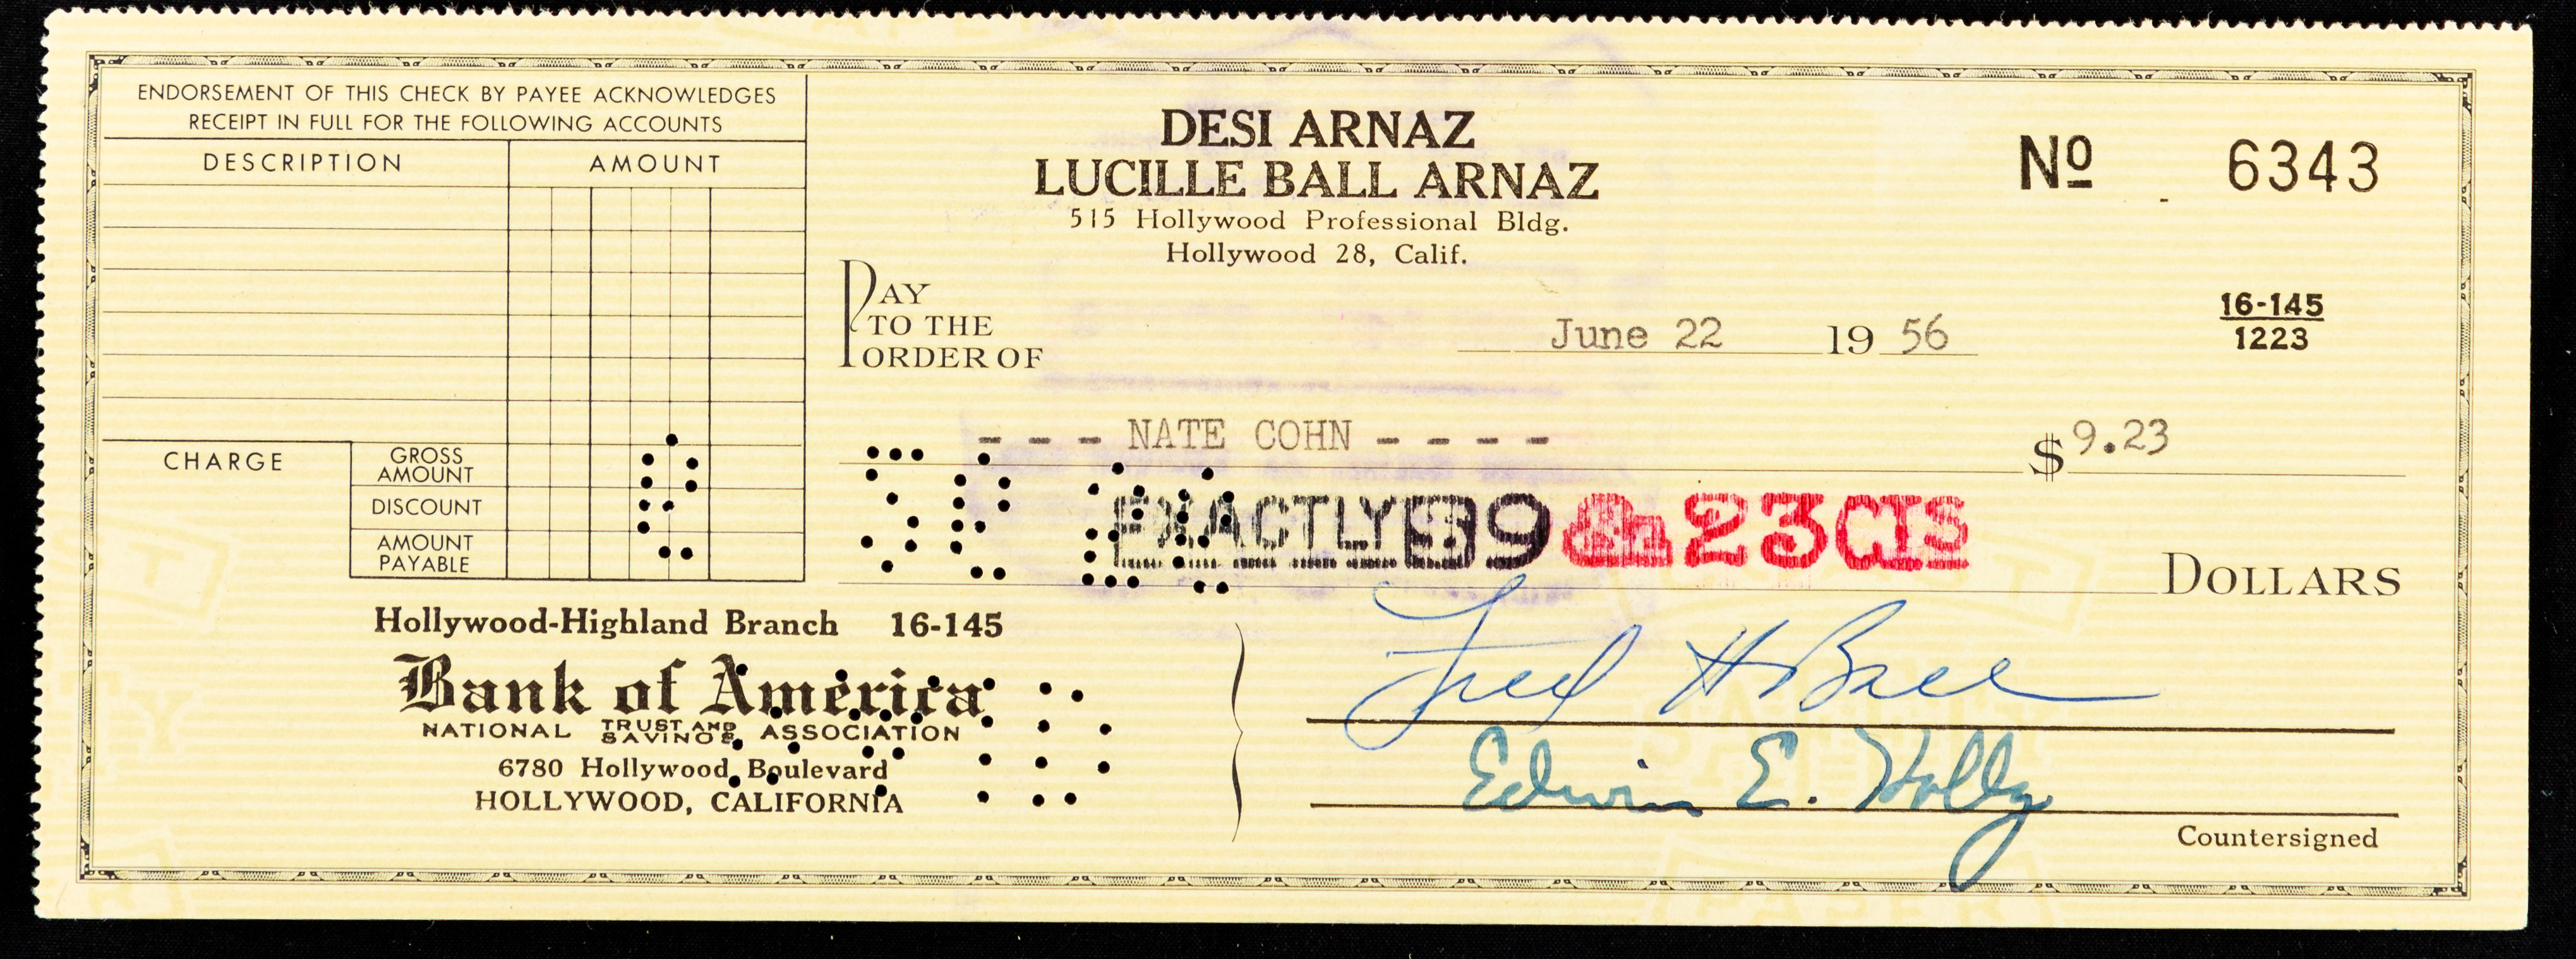 ENDORSEMENT OF THIS CHECK BY PAYEE ACKNOWLEDGES
RECEIPT IN FULL FOR THE FOLLOWING ACCOUNTS
DESCRIPTION AMOUNT
CHARGE
GROSS
AMOUNT
DISCOUNT
AMOUNT
PAYABLE
DESI ARNAZ
LUCILLE BALL ARNAZ
515 Hollywood Professional Bldg.
Hollywood 28, Calif.
Nº 6343
PAY
TO THE
ORDER OF
June 22 19 56
16-145
1223
- - - NATE COHN - - - -
$ 9.23
EXACTLY $9 & 23 CTS
DOLLARS
Hollywood-Highland Branch 16-145
Bank of America
NATIONAL TRUST AND SAVINGS ASSOCIATION
6780 Hollywood Boulevard
HOLLYWOOD, CALIFORNIA
Fred H Ball
Edwin E. Holly
Countersigned